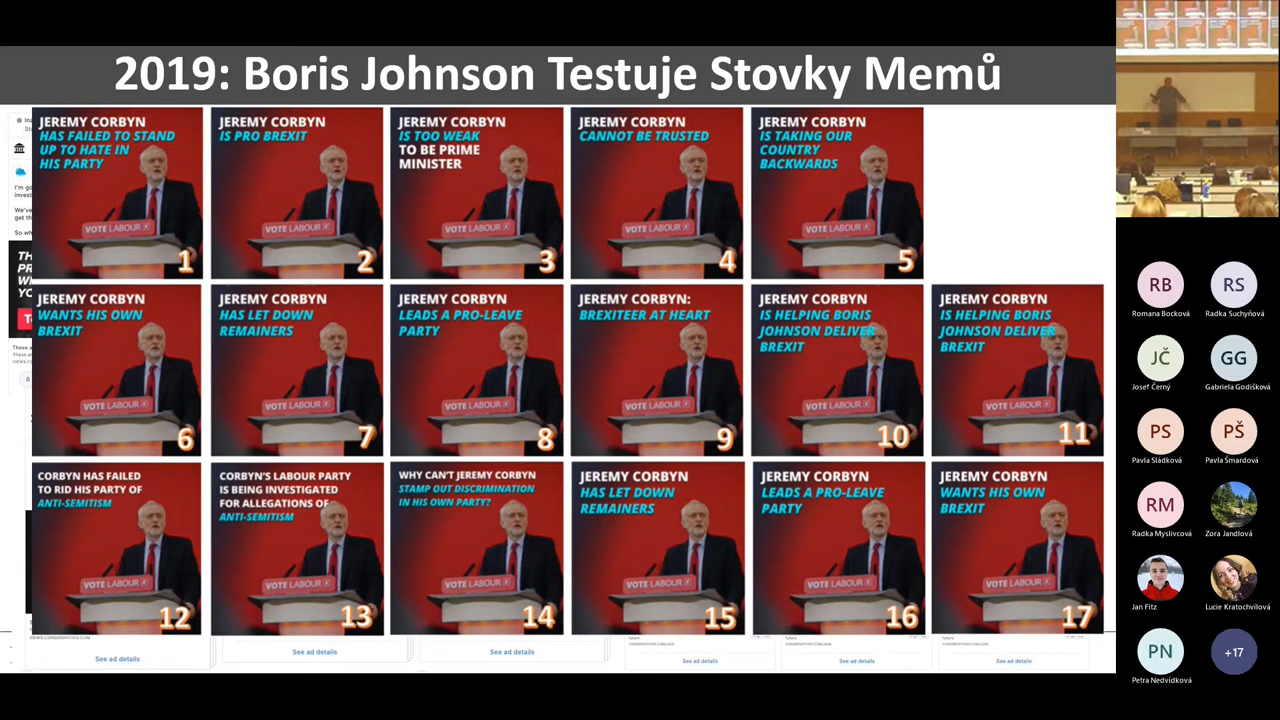 2019: Boris Johnson Testuje Stovky Memů
JEREMY CORBYN
HAS FAILED TO STAND
UP TO HATE IN
HIS PARTY
VOTE LABOUR
1
JEREMY CORBYN
IS PRO BREXIT
VOTE LABOUR
2
JEREMY CORBYN
IS TOO WEAK
TO BE PRIME
MINISTER
VOTE LABOUR
3
JEREMY CORBYN
CANNOT BE TRUSTED
VOTE LABOUR
4
JEREMY CORBYN
IS TAKING OUR
COUNTRY
BACKWARDS
VOTE LABOUR
5
JEREMY CORBYN
WANTS HIS OWN
BREXIT
VOTE LABOUR
6
JEREMY CORBYN
HAS LET DOWN
REMAINERS
VOTE LABOUR
7
JEREMY CORBYN
LEADS A PRO-LEAVE
PARTY
VOTE LABOUR
8
JEREMY CORBYN:
BREXITEER AT HEART
VOTE LABOUR
9
JEREMY CORBYN
IS HELPING BORIS
JOHNSON DELIVER
BREXIT
VOTE LABOUR
10
JEREMY CORBYN
IS HELPING BORIS
JOHNSON DELIVER
BREXIT
VOTE LABOUR
11
CORBYN HAS FAILED
TO RID HIS PARTY OF
ANTI-SEMITISM
VOTE LABOUR
12
CORBYN'S LABOUR PARTY
IS BEING INVESTIGATED
FOR ALLEGATIONS OF
ANTI-SEMITISM
VOTE LABOUR
13
WHY CAN'T JEREMY CORBYN
STAMP OUT DISCRIMINATION
IN HIS OWN PARTY?
VOTE LABOUR
14
JEREMY CORBYN
HAS LET DOWN
REMAINERS
VOTE LABOUR
15
JEREMY CORBYN
LEADS A PRO-LEAVE
PARTY
VOTE LABOUR
16
JEREMY CORBYN
WANTS HIS OWN
BREXIT
VOTE LABOUR
17
See ad details
See ad details
See ad details
See ad details
See ad details
See ad details
RB
Romana Bocková
RS
Radka Suchyňová
JČ
Josef Černý
GG
Gabriela Godišková
PS
Pavla Sládková
PŠ
Pavla Šmardová
RM
Radka Myslivcová
Zora Jandlová
Jan Fitz
Lucie Kratochvílová
PN
Petra Nedvídková
+17